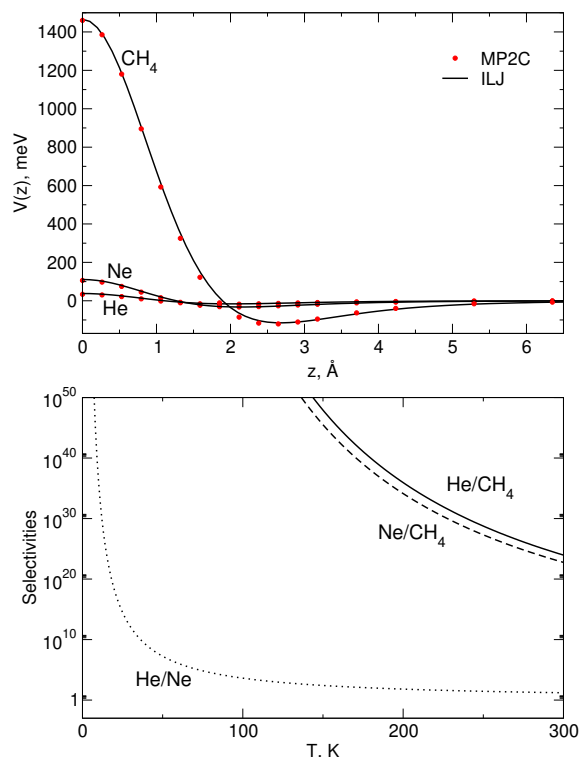 1400
1200
1000
800
600
400
200
0
V(z), meV
CH4
Ne
He
MP2C
ILJ
0 1 2 3 4 5 6
z, Å
10^50
10^40
10^30
10^20
10^10
1
Selectivities
He/CH4
Ne/CH4
He/Ne
0 100 200 300
T, K